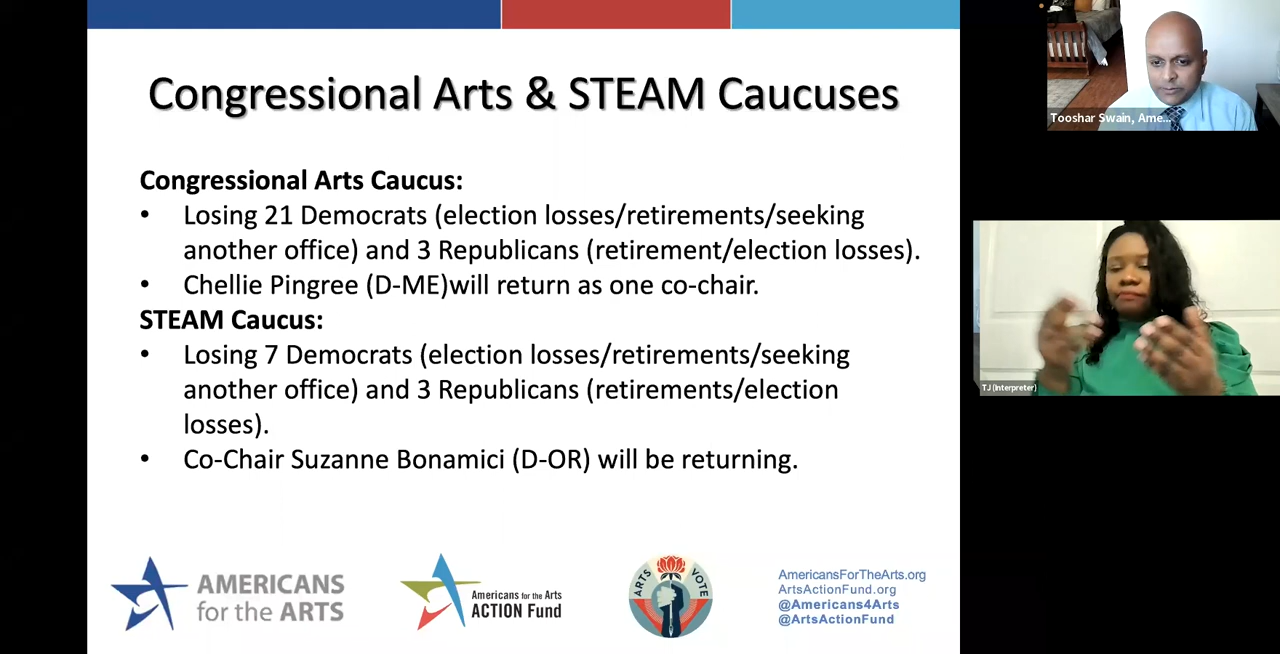 Congressional Arts & STEAM Caucuses
Congressional Arts Caucus:
• Losing 21 Democrats (election losses/retirements/seeking
another office) and 3 Republicans (retirement/election losses).
• Chellie Pingree (D-ME)will return as one co-chair.
STEAM Caucus:
• Losing 7 Democrats (election losses/retirements/seeking
another office) and 3 Republicans (retirements/election
losses).
• Co-Chair Suzanne Bonamici (D-OR) will be returning.
AMERICANS
for the ARTS
Americans for the Arts
ACTION Fund
ARTS VOTE
AmericansForTheArts.org
ArtsActionFund.org
@Americans4Arts
@ArtsActionFund
Tooshar Swain, Ame...
TJ (Interpreter)